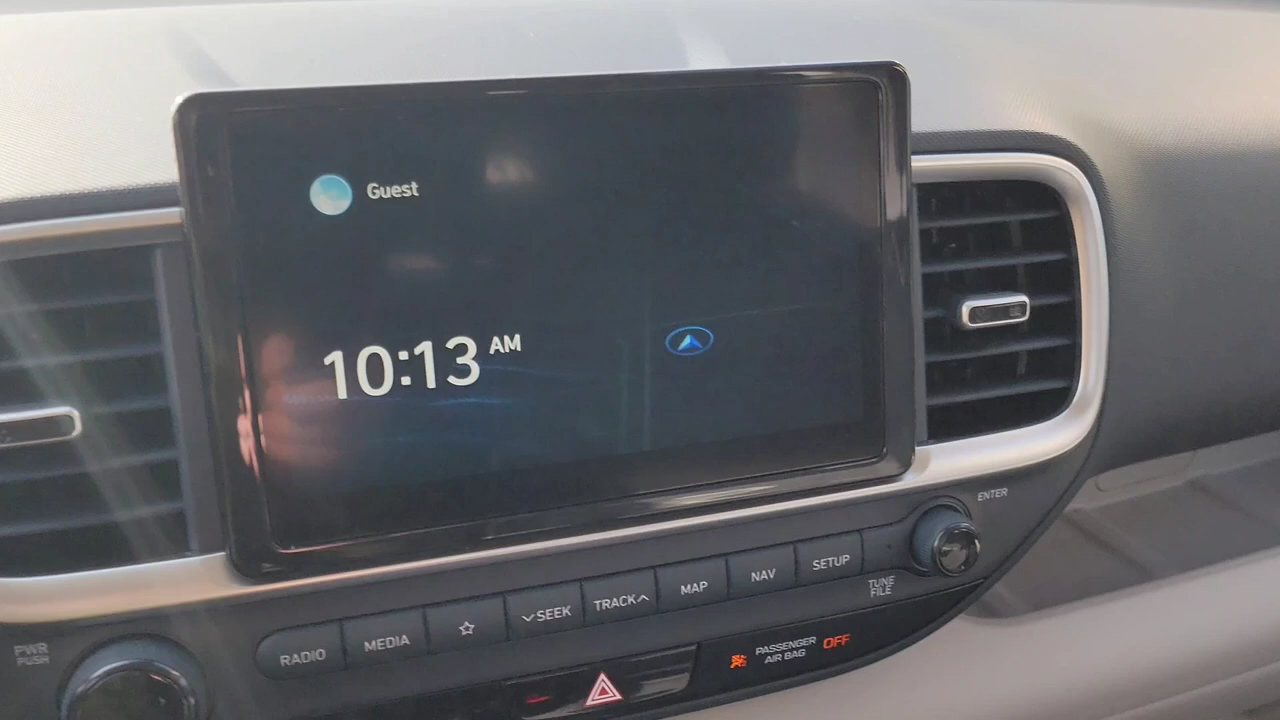 Guest
10:13 AM
ENTER
PWR
PUSH
RADIO
MEDIA
SEEK
TRACK
MAP
NAV
SETUP
TUNE
FILE
PASSENGER
AIR BAG
OFF